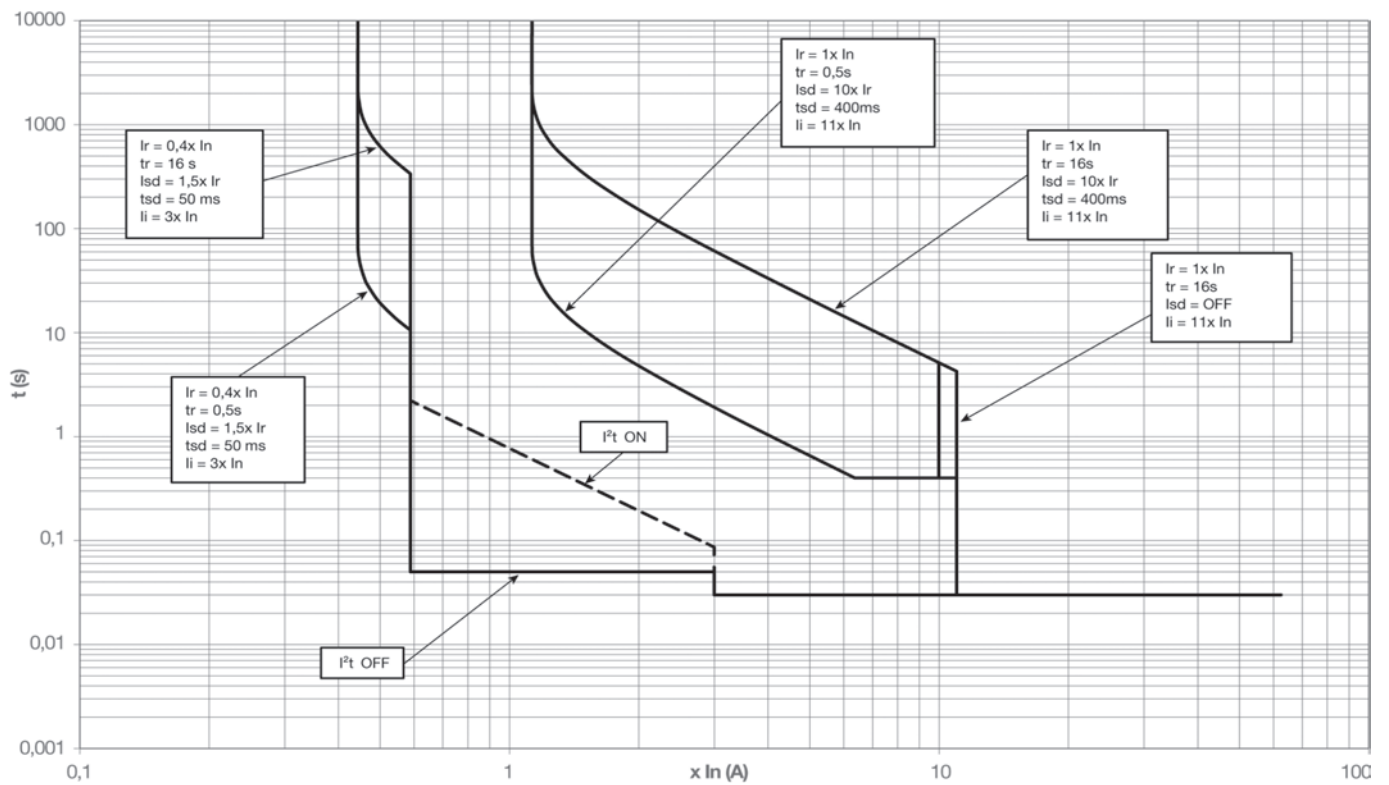 10000
1000
100
10
1
0,1
0,01
0,001
t (s)
0,1
1
x In (A)
10
100
Ir = 0,4x In
tr = 16 s
Isd = 1,5x Ir
tsd = 50 ms
Ii = 3x In
Ir = 0,4x In
tr = 0,5s
Isd = 1,5x Ir
tsd = 50 ms
Ii = 3x In
Ir = 1x In
tr = 0,5s
Isd = 10x Ir
tsd = 400ms
Ii = 11x In
Ir = 1x In
tr = 16s
Isd = 10x Ir
tsd = 400ms
Ii = 11x In
Ir = 1x In
tr = 16s
Isd = OFF
Ii = 11x In
I²t ON
I²t OFF